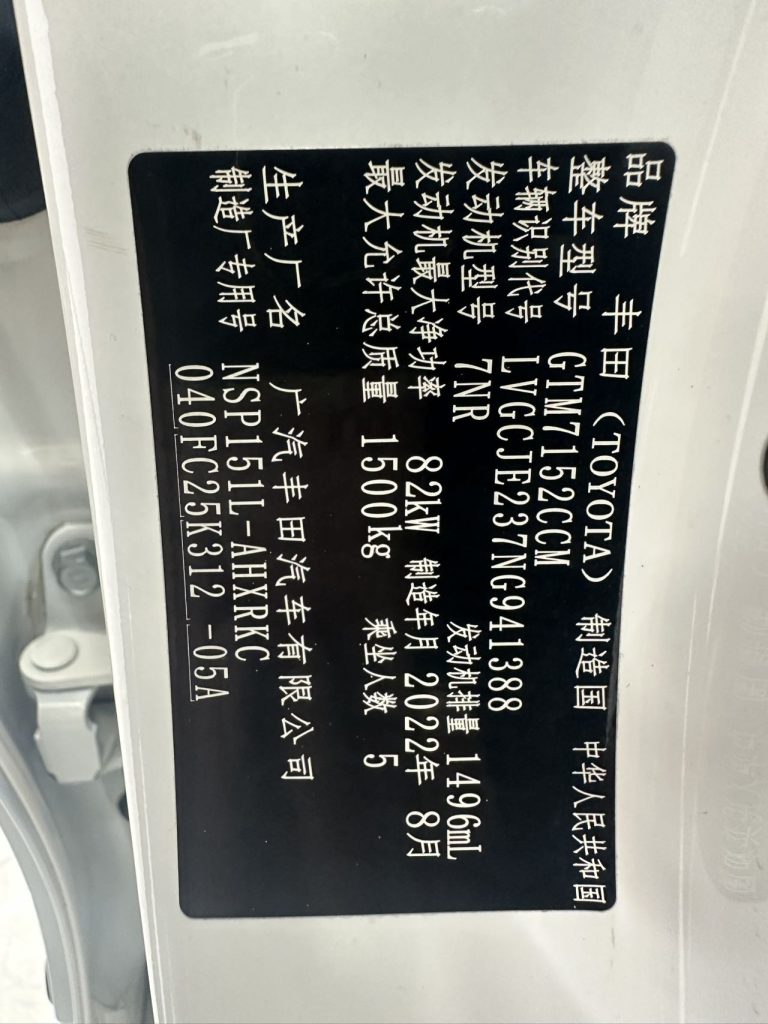 品牌 丰田（TOYOTA） 制造国 中华人民共和国
整车型号 GTM7152CCM
车辆识别代号 LVGCJE237NG941388
发动机型号 7NR 发动机排量 1496mL
发动机最大净功率 82kW 制造年月 2022年 8月
最大允许总质量 1500kg 乘坐人数 5
生产厂名 广汽丰田汽车有限公司
制造厂专用号 NSP151L-AHXRKC
040FC25K312 -05A